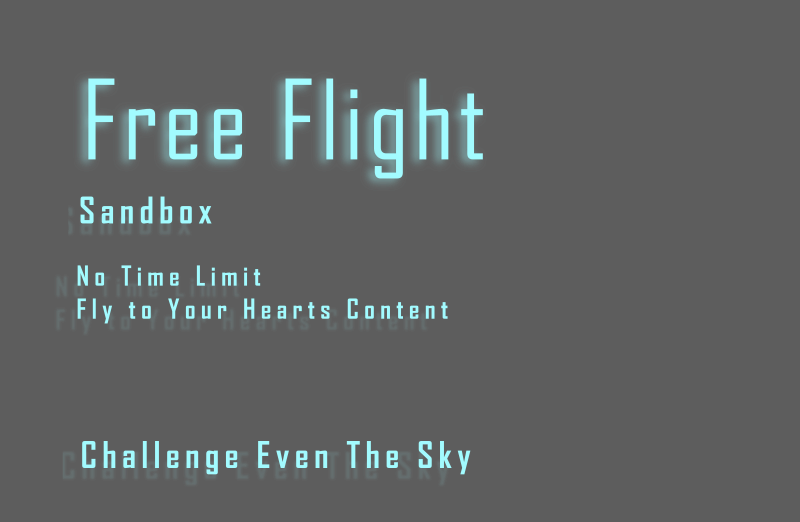 Free Flight
Sandbox
No Time Limit
Fly to Your Hearts Content
Challenge Even The Sky